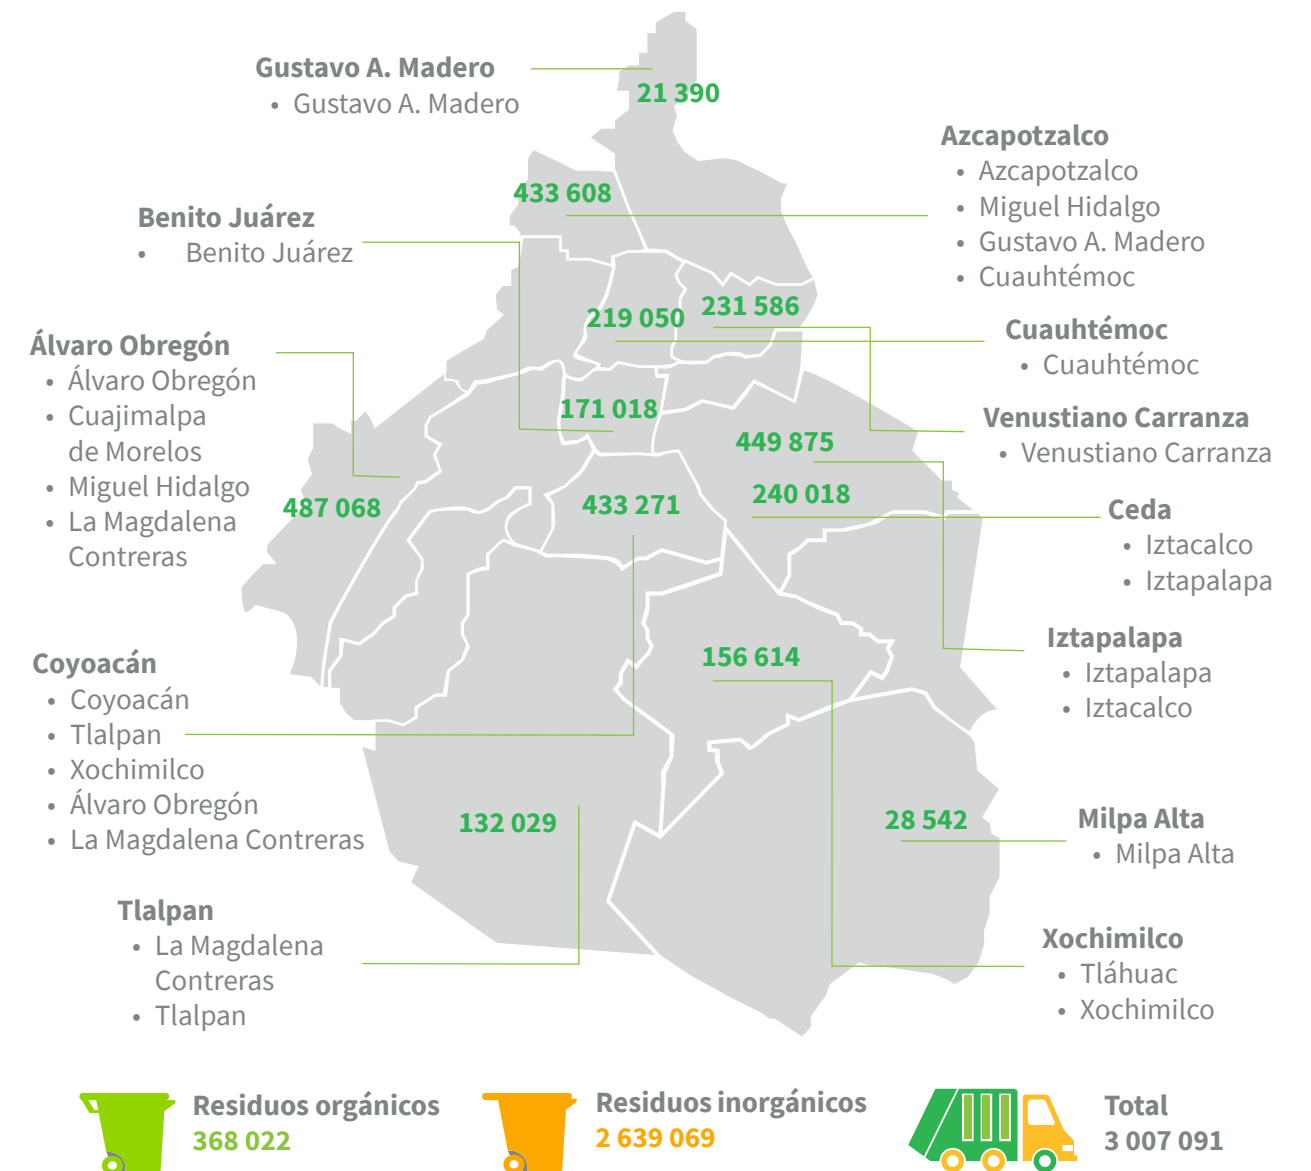 Gustavo A. Madero
• Gustavo A. Madero
21 390
Azcapotzalco
• Azcapotzalco
• Miguel Hidalgo
• Gustavo A. Madero
• Cuauhtémoc
433 608
Benito Juárez
• Benito Juárez
219 050
231 586
Cuauhtémoc
• Cuauhtémoc
Álvaro Obregón
• Álvaro Obregón
• Cuajimalpa
de Morelos
• Miguel Hidalgo
• La Magdalena
Contreras
171 018
Venustiano Carranza
• Venustiano Carranza
449 875
240 018
487 068
433 271
Ceda
• Iztacalco
• Iztapalapa
Iztapalapa
• Iztapalapa
• Iztacalco
156 614
Coyoacán
• Coyoacán
• Tlalpan
• Xochimilco
• Álvaro Obregón
• La Magdalena Contreras
132 029
28 542
Milpa Alta
• Milpa Alta
Tlalpan
• La Magdalena
Contreras
• Tlalpan
Xochimilco
• Tláhuac
• Xochimilco
Residuos orgánicos
368 022
Residuos inorgánicos
2 639 069
Total
3 007 091